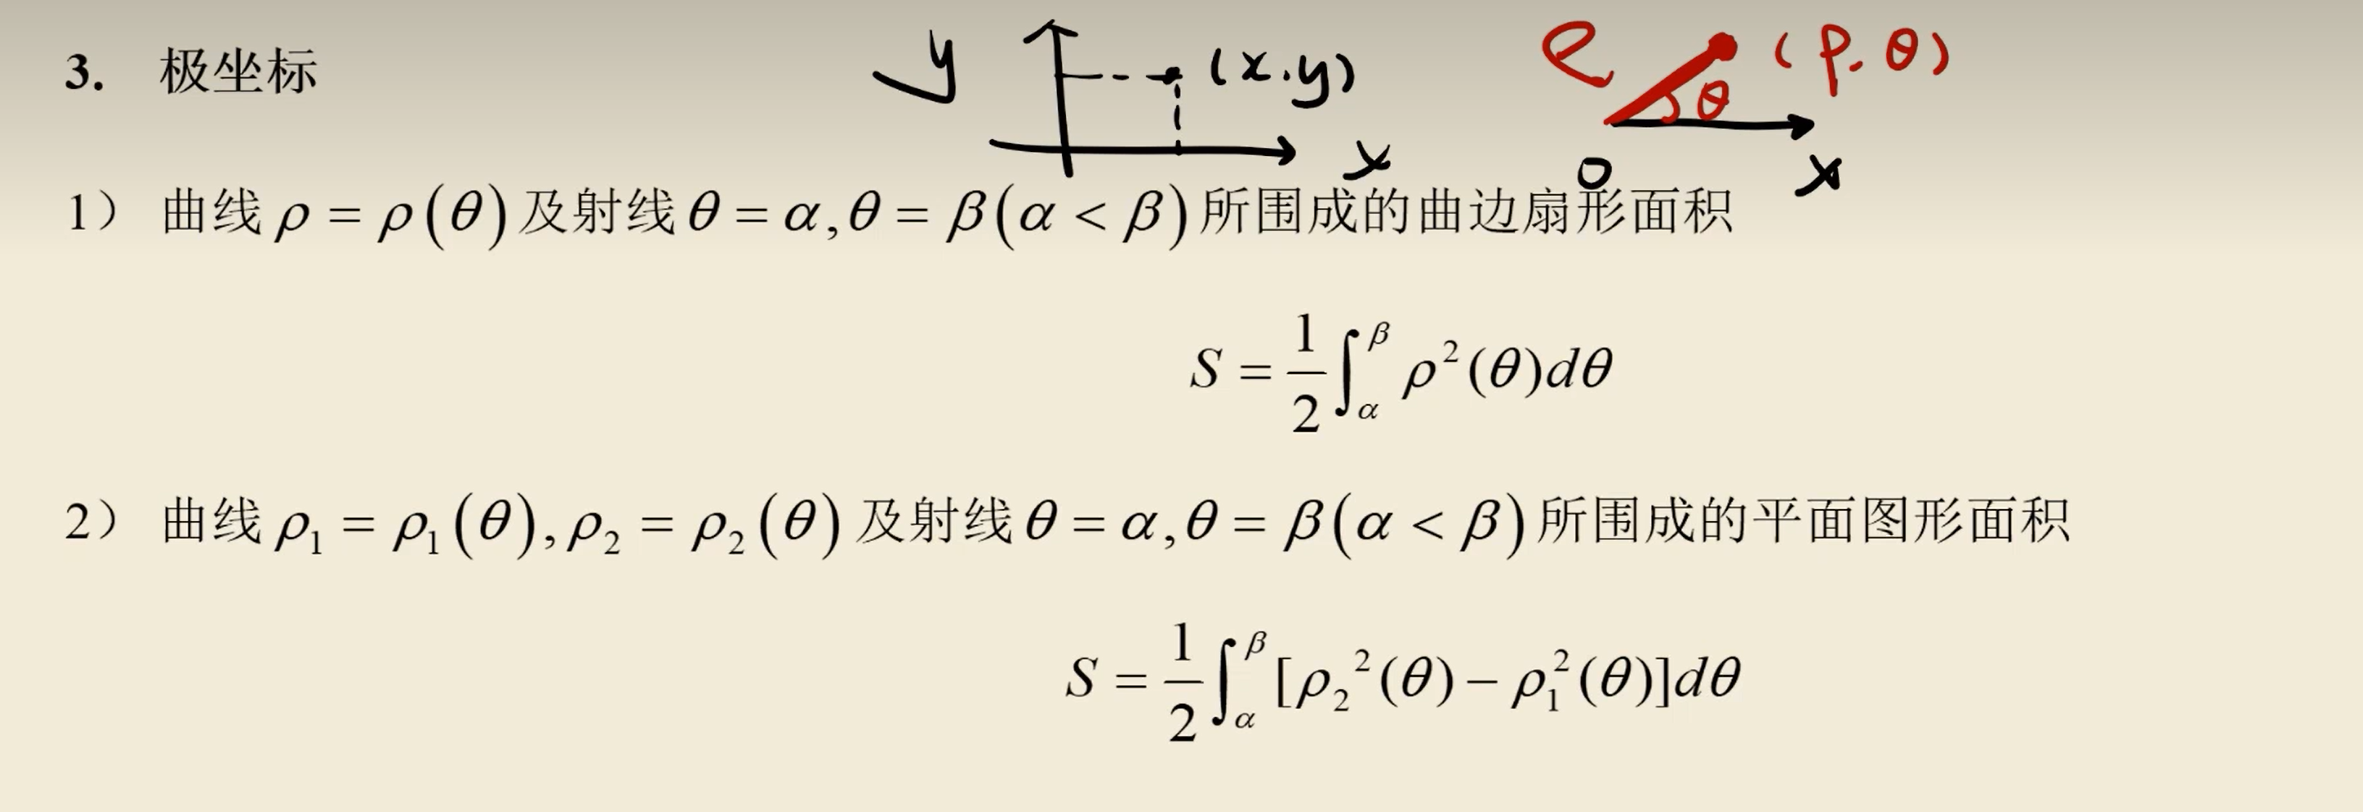 3. 极坐标
y (x.y) x
ρ (ρ.θ) θ O x
1） 曲线 ρ = ρ(θ) 及射线 θ = α, θ = β(α < β) 所围成的曲边扇形面积
S = \frac{1}{2} ∫_α^β ρ²(θ)dθ
2） 曲线 ρ₁ = ρ₁(θ), ρ₂ = ρ₂(θ) 及射线 θ = α, θ = β(α < β) 所围成的平面图形面积
S = \frac{1}{2} ∫_α^β [ρ₂²(θ) − ρ₁²(θ)]dθ